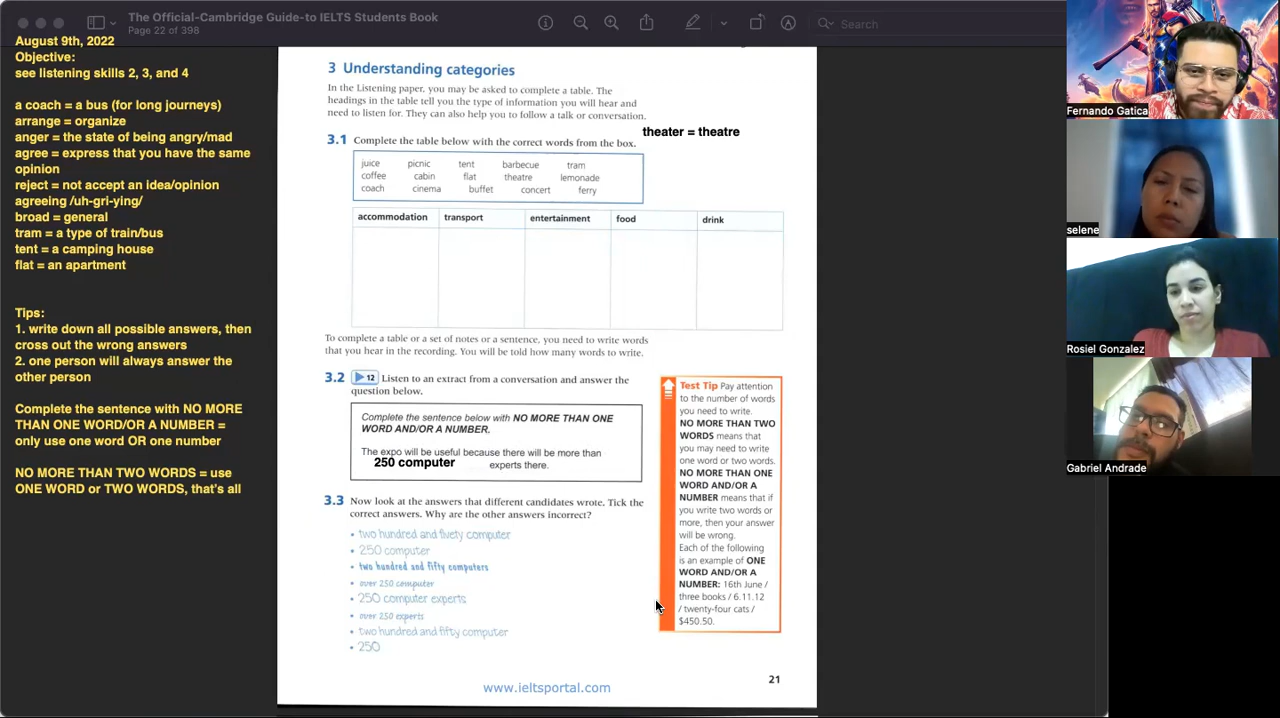 The Official-Cambridge Guide-to IELTS Students Book
Page 22 of 398
Search
August 9th, 2022
Objective:
see listening skills 2, 3, and 4
a coach = a bus (for long journeys)
arrange = organize
anger = the state of being angry/mad
agree = express that you have the same
opinion
reject = not accept an idea/opinion
agreeing /uh-gri-ying/
broad = general
tram = a type of train/bus
tent = a camping house
flat = an apartment
Tips:
1. write down all possible answers, then
cross out the wrong answers
2. one person will always answer the
other person
Complete the sentence with NO MORE
THAN ONE WORD/OR A NUMBER =
only use one word OR one number
NO MORE THAN TWO WORDS = use
ONE WORD or TWO WORDS, that's all
3 Understanding categories
In the Listening paper, you may be asked to complete a table. The
headings in the table tell you the type of information you will hear and
need to listen for. They can also help you to follow a talk or conversation.
theater = theatre
3.1 Complete the table below with the correct words from the box.
juice picnic tent barbecue tram
coffee cabin flat theatre lemonade
coach cinema buffet concert ferry
accommodation transport entertainment food drink
To complete a table or a set of notes or a sentence, you need to write words
that you hear in the recording. You will be told how many words to write.
3.2 12 Listen to an extract from a conversation and answer the
question below.
Complete the sentence below with NO MORE THAN ONE
WORD AND/OR A NUMBER.
The expo will be useful because there will be more than
250 computer experts there.
3.3 Now look at the answers that different candidates wrote. Tick the
correct answers. Why are the other answers incorrect?
• two hundred and fivety computer
• 250 computer
• two hundred and fifty computers
• over 250 computer
• 250 computer experts
• over 250 experts
• two hundred and fifty computer
• 250
Test Tip Pay attention
to the number of words
you need to write.
NO MORE THAN TWO
WORDS means that
you may need to write
one word or two words.
NO MORE THAN ONE
WORD AND/OR A
NUMBER means that if
you write two words or
more, then your answer
will be wrong.
Each of the following
is an example of ONE
WORD AND/OR A
NUMBER: 16th June /
three books / 6.11.12
/ twenty-four cats /
$450.50.
21
www.ieltsportal.com
Fernando Gatica
selene
Rosiel Gonzalez
Gabriel Andrade